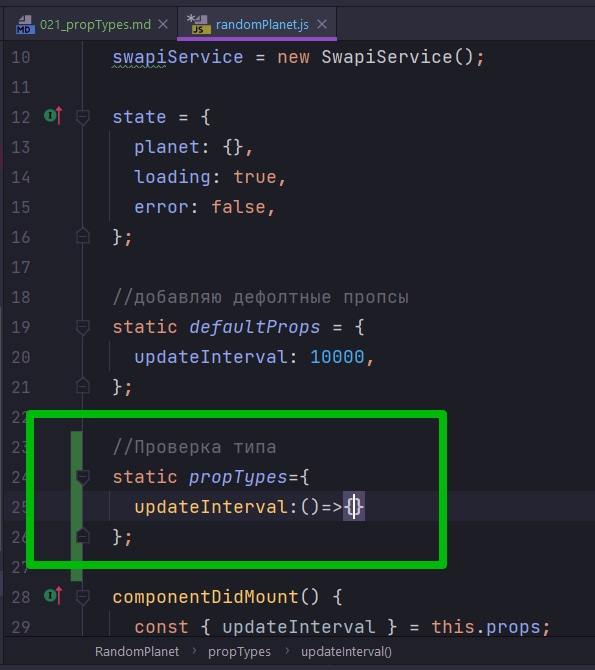 021_propTypes.md
randomPlanet.js
10 swapiService = new SwapiService();
11
12 state = {
13 planet: {},
14 loading: true,
15 error: false,
16 };
17
18 //добавляю дефолтные пропсы
19 static defaultProps = {
20 updateInterval: 10000,
21 };
22
23 //Проверка типа
24 static propTypes={
25 updateInterval:()=>{}
26 };
27
28 componentDidMount() {
29 const { updateInterval } = this.props;
RandomPlanet > propTypes > updateInterval()